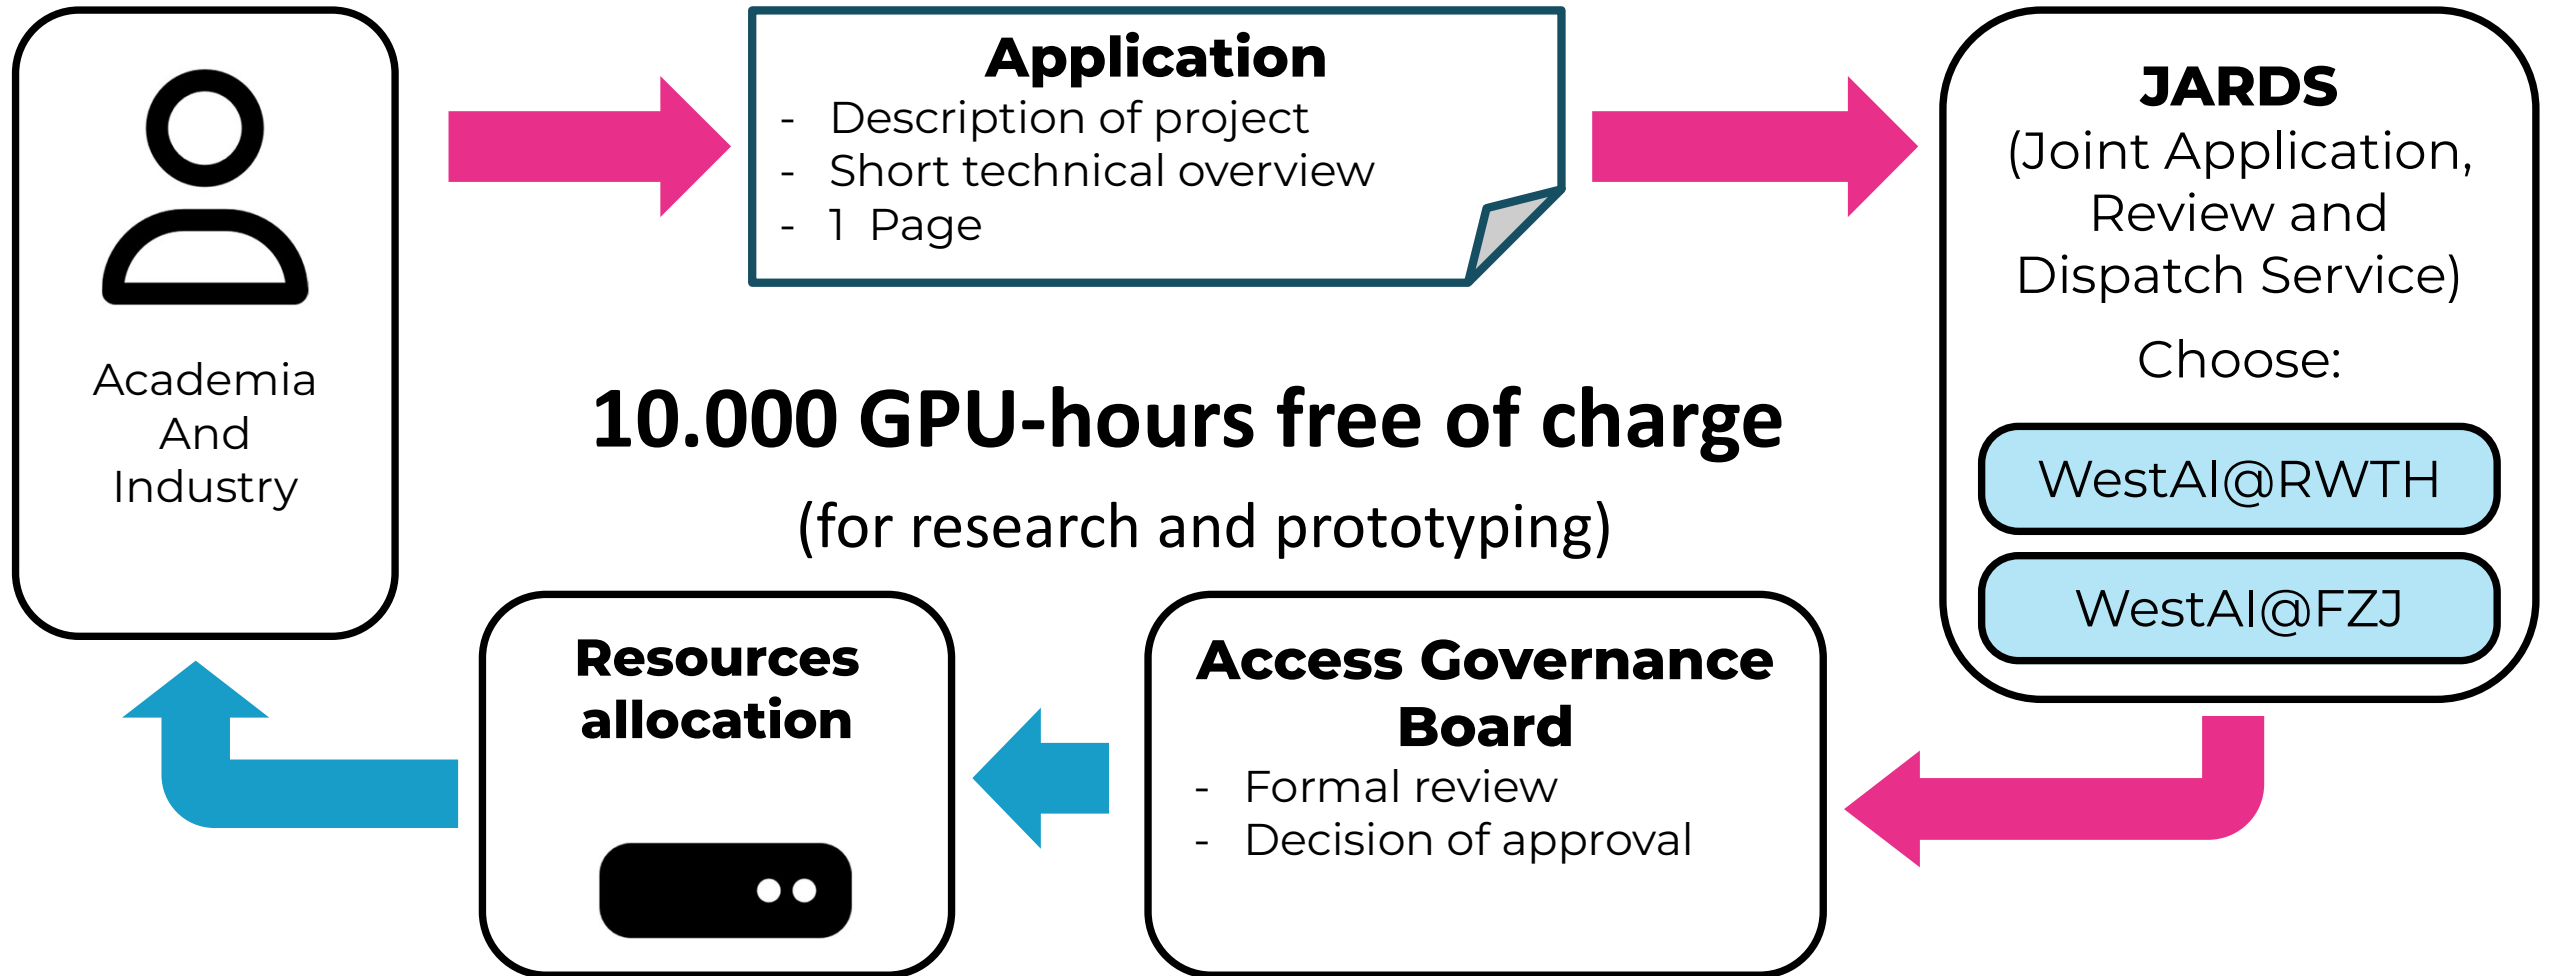 Academia
And
Industry
Application
- Description of project
- Short technical overview
- 1 Page
JARDS
(Joint Application,
Review and
Dispatch Service)
Choose:
WestAI@RWTH
WestAI@FZJ
10.000 GPU-hours free of charge
(for research and prototyping)
Access Governance
Board
- Formal review
- Decision of approval
Resources
allocation